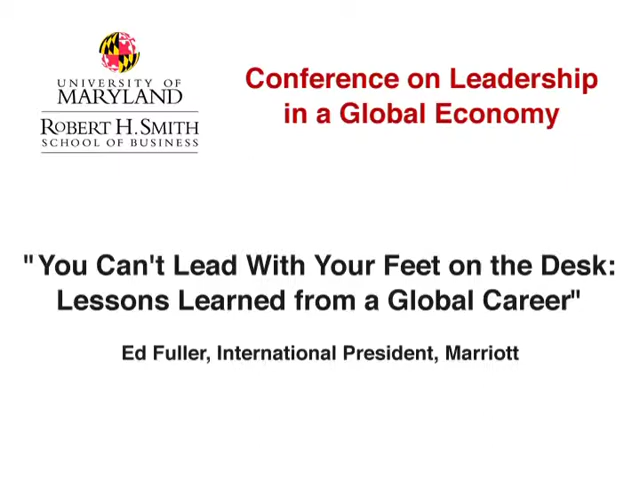 UNIVERSITY OF
MARYLAND
ROBERT H. SMITH
SCHOOL OF BUSINESS
Conference on Leadership
in a Global Economy
"You Can't Lead With Your Feet on the Desk:
Lessons Learned from a Global Career"
Ed Fuller, International President, Marriott